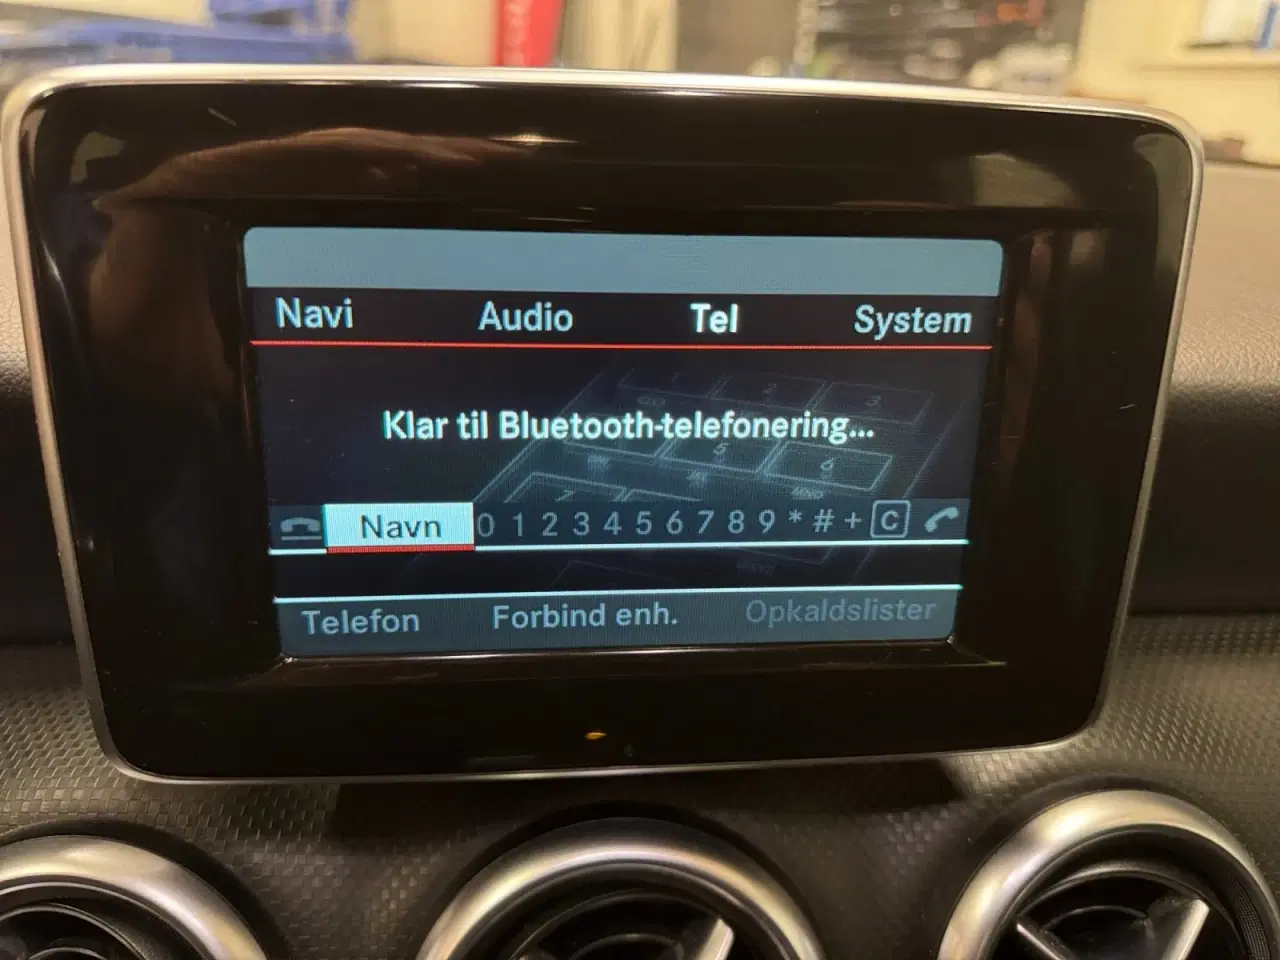 Navi Audio Tel System
Klar til Bluetooth-telefonering...
Navn 0 1 2 3 4 5 6 7 8 9 * # + C
Telefon Forbind enh. Opkaldslister